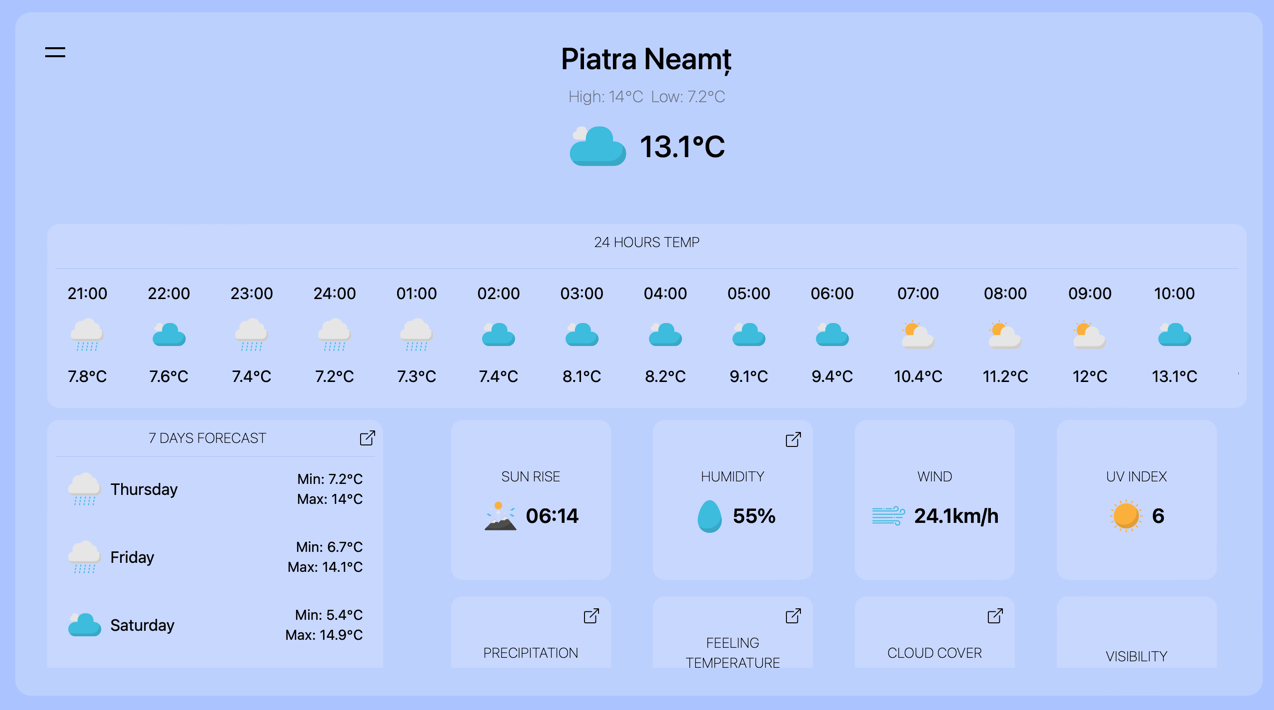 Piatra Neamț
High: 14°C Low: 7.2°C
13.1°C
24 HOURS TEMP
21:00 22:00 23:00 24:00 01:00 02:00 03:00 04:00 05:00 06:00 07:00 08:00 09:00 10:00
7.8°C 7.6°C 7.4°C 7.2°C 7.3°C 7.4°C 8.1°C 8.2°C 9.1°C 9.4°C 10.4°C 11.2°C 12°C 13.1°C
7 DAYS FORECAST
Thursday
Min: 7.2°C
Max: 14°C
Friday
Min: 6.7°C
Max: 14.1°C
Saturday
Min: 5.4°C
Max: 14.9°C
SUN RISE
06:14
HUMIDITY
55%
WIND
24.1km/h
UV INDEX
6
PRECIPITATION
FEELING
TEMPERATURE
CLOUD COVER
VISIBILITY